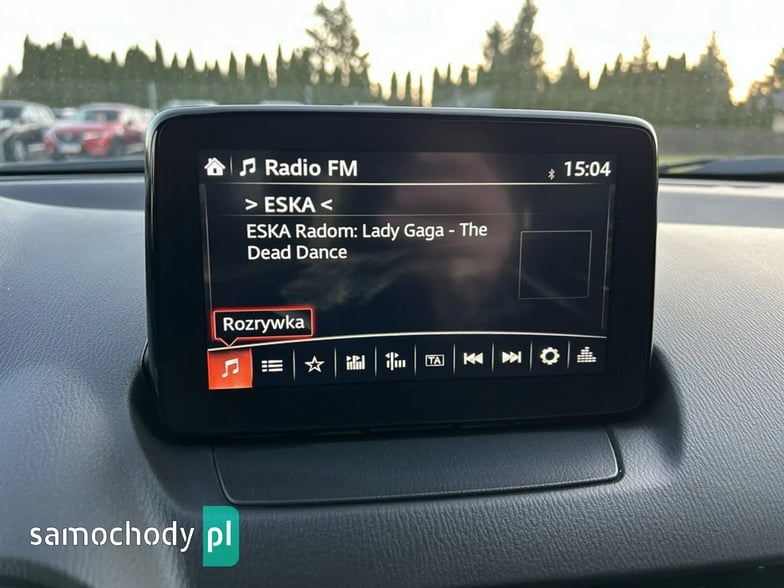 Radio FM
15:04
> ESKA <
ESKA Radom: Lady Gaga - The
Dead Dance
Rozrywka
TA
samochody pl